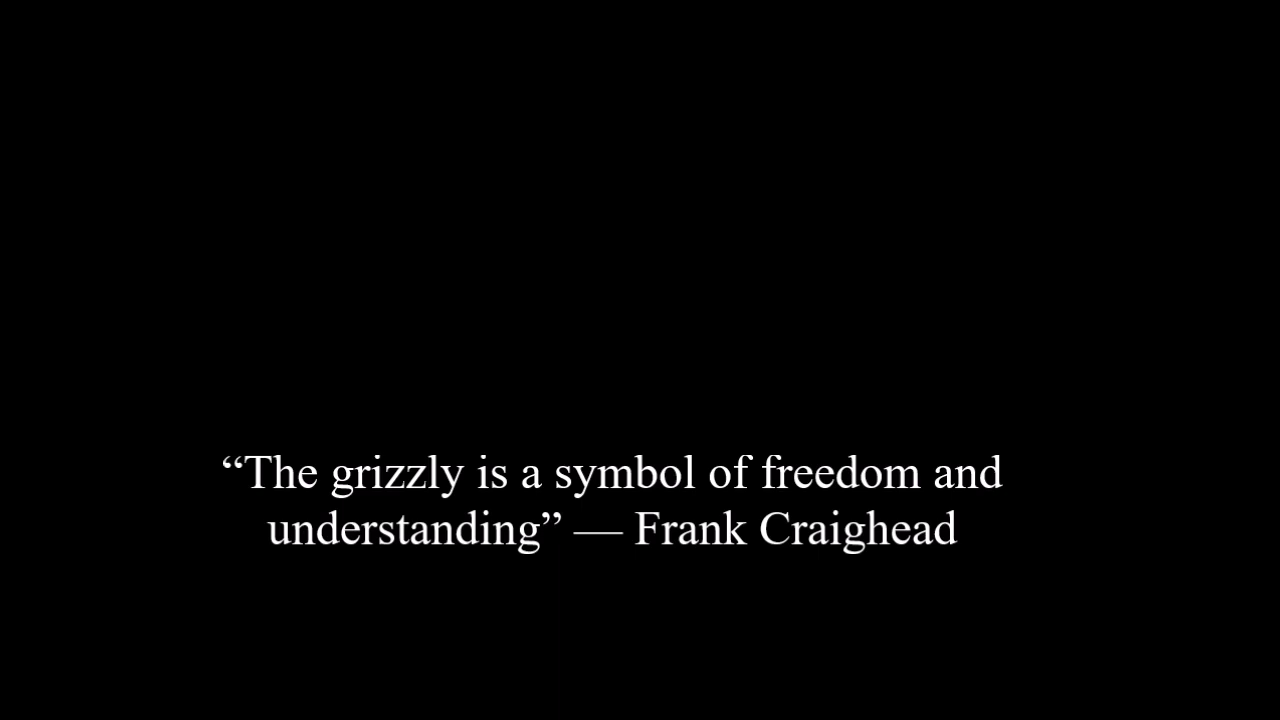 “The grizzly is a symbol of freedom and
understanding” — Frank Craighead